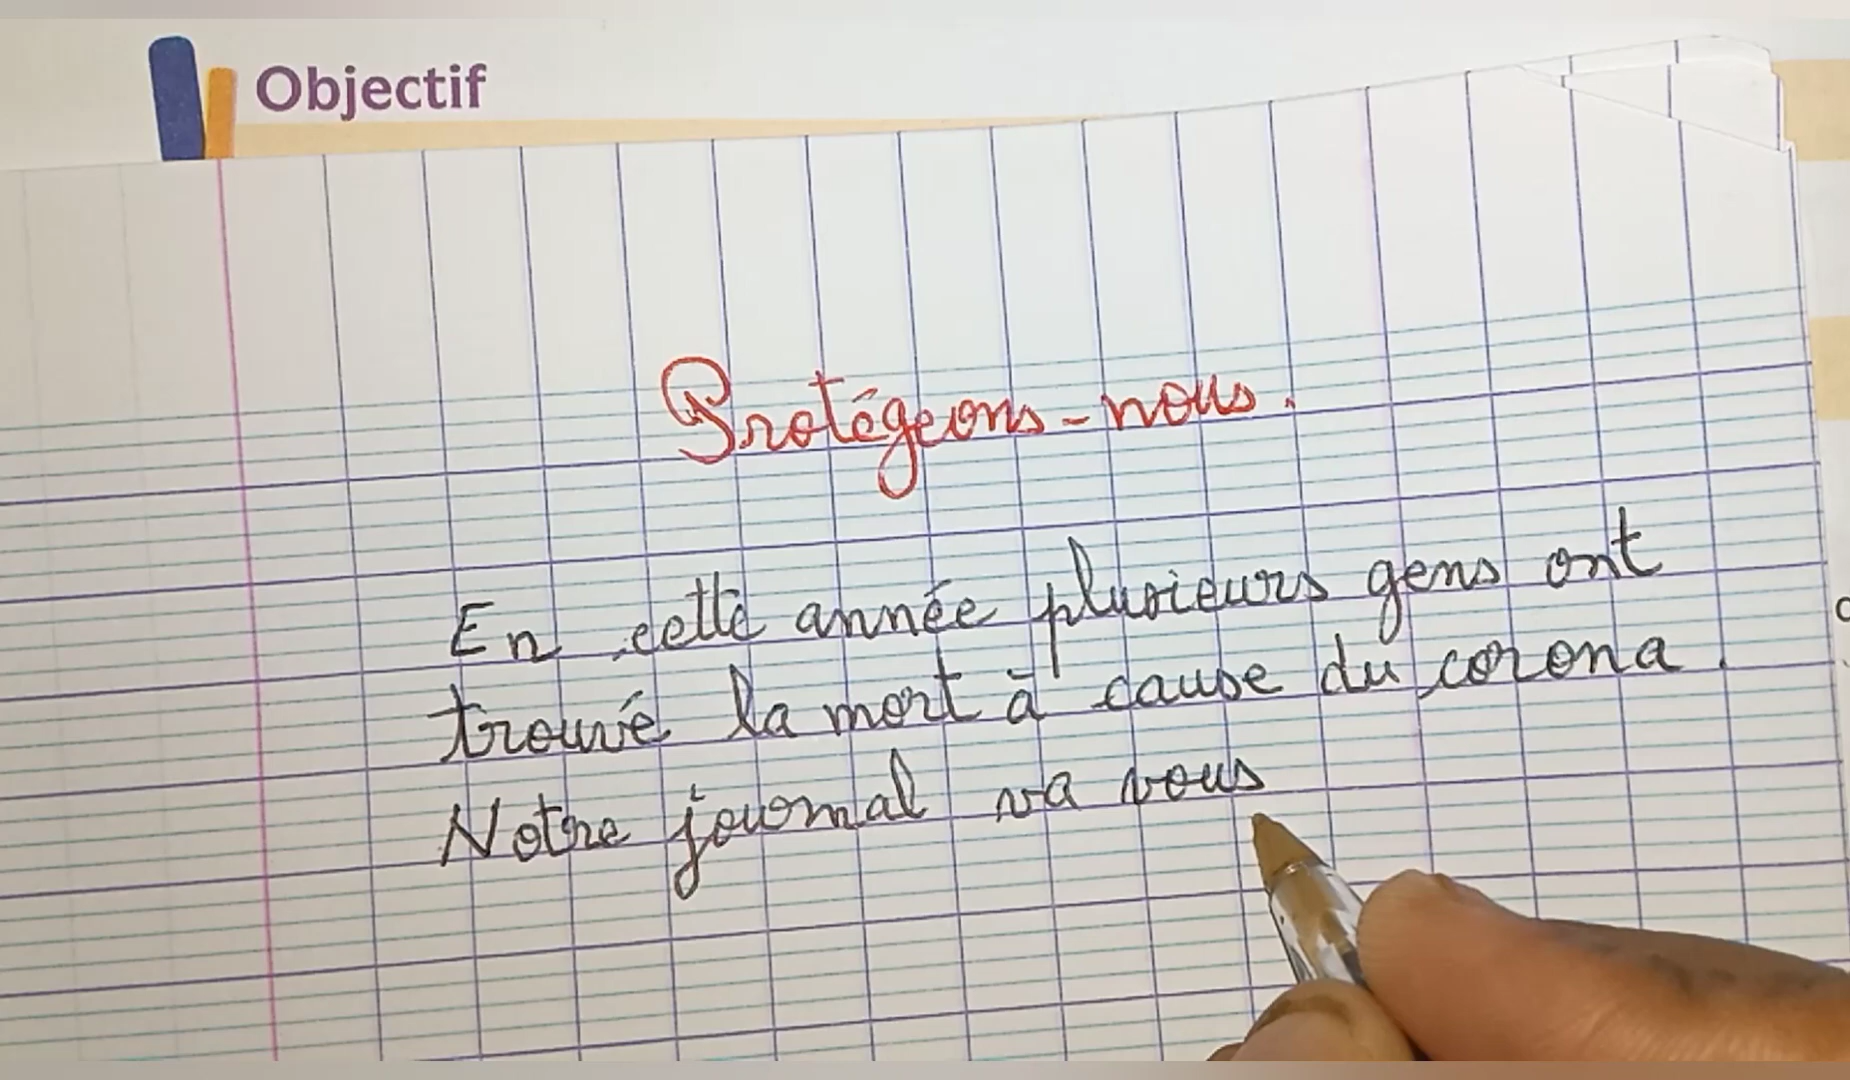 Objectif
Protégeons-nous.
En cette année plusieurs gens ont
trouvé la mort à cause du corona.
Notre journal va vous